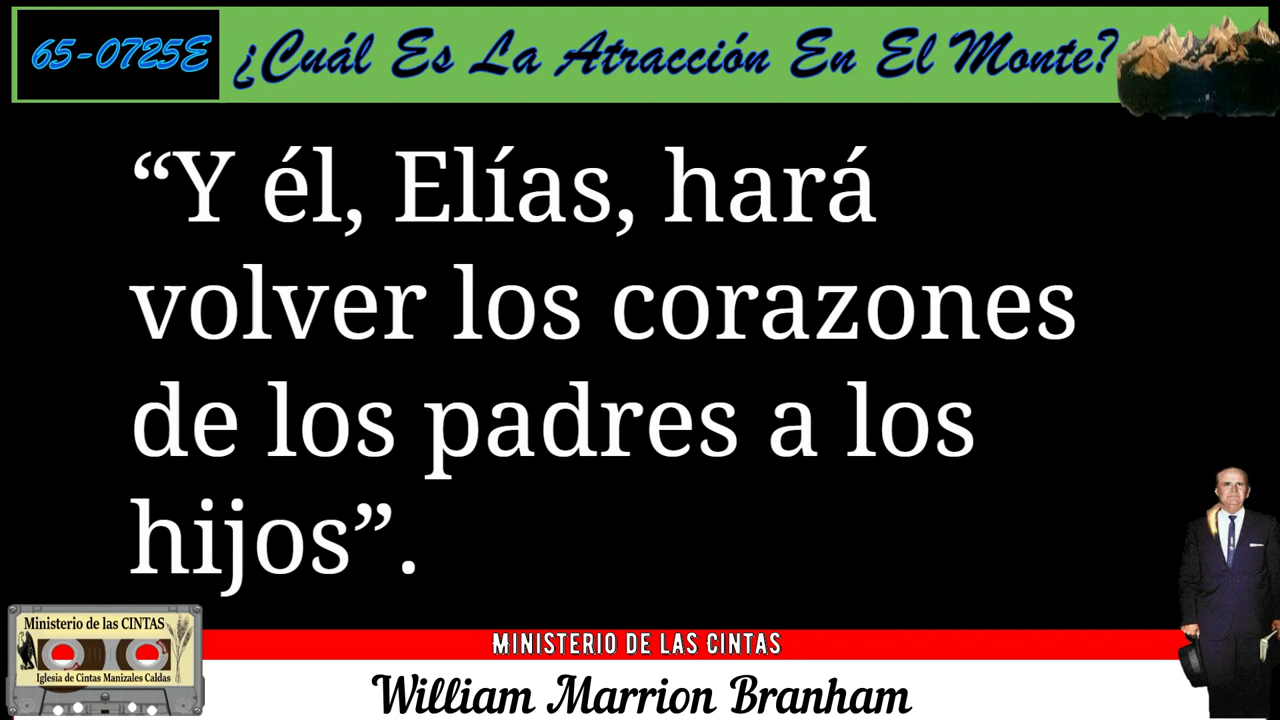 65-0725E ¿Cuál Es La Atracción En El Monte?
“Y él, Elías, hará
volver los corazones
de los padres a los
hijos”.
MINISTERIO DE LAS CINTAS
Ministerio de las CINTAS
Iglesia de Cintas Manizales Caldas
William Marrion Branham